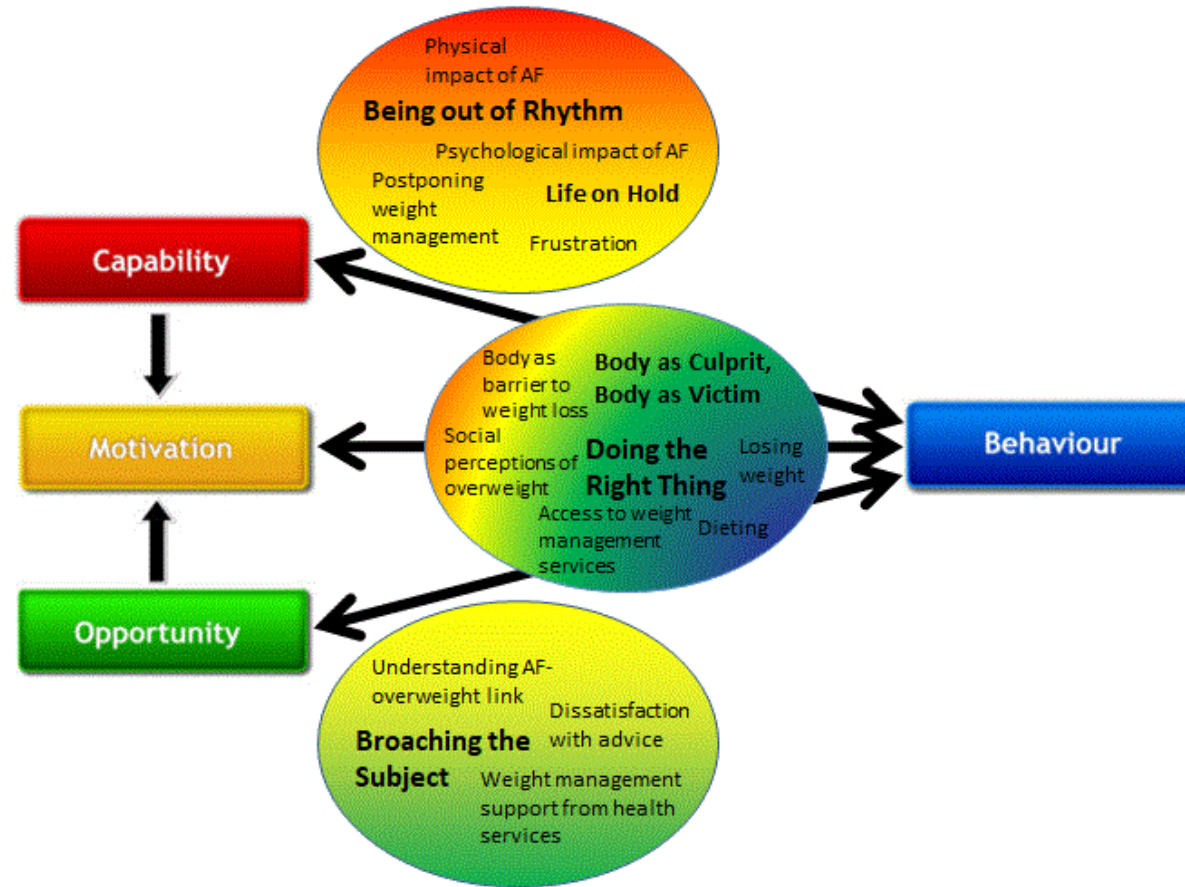 Physical
impact of AF
Being out of Rhythm
Psychological impact of AF
Postponing
weight
management
Life on Hold
Frustration
Capability
Motivation
Opportunity
Body as
barrier to
weight loss
Body as Culprit,
Body as Victim
Social
perceptions of
overweight
Doing the
Right Thing
Losing
weight
Access to weight
management
services
Dieting
Behaviour
Understanding AF-
overweight link
Dissatisfaction
with advice
Broaching the
Subject
Weight management
support from health
services